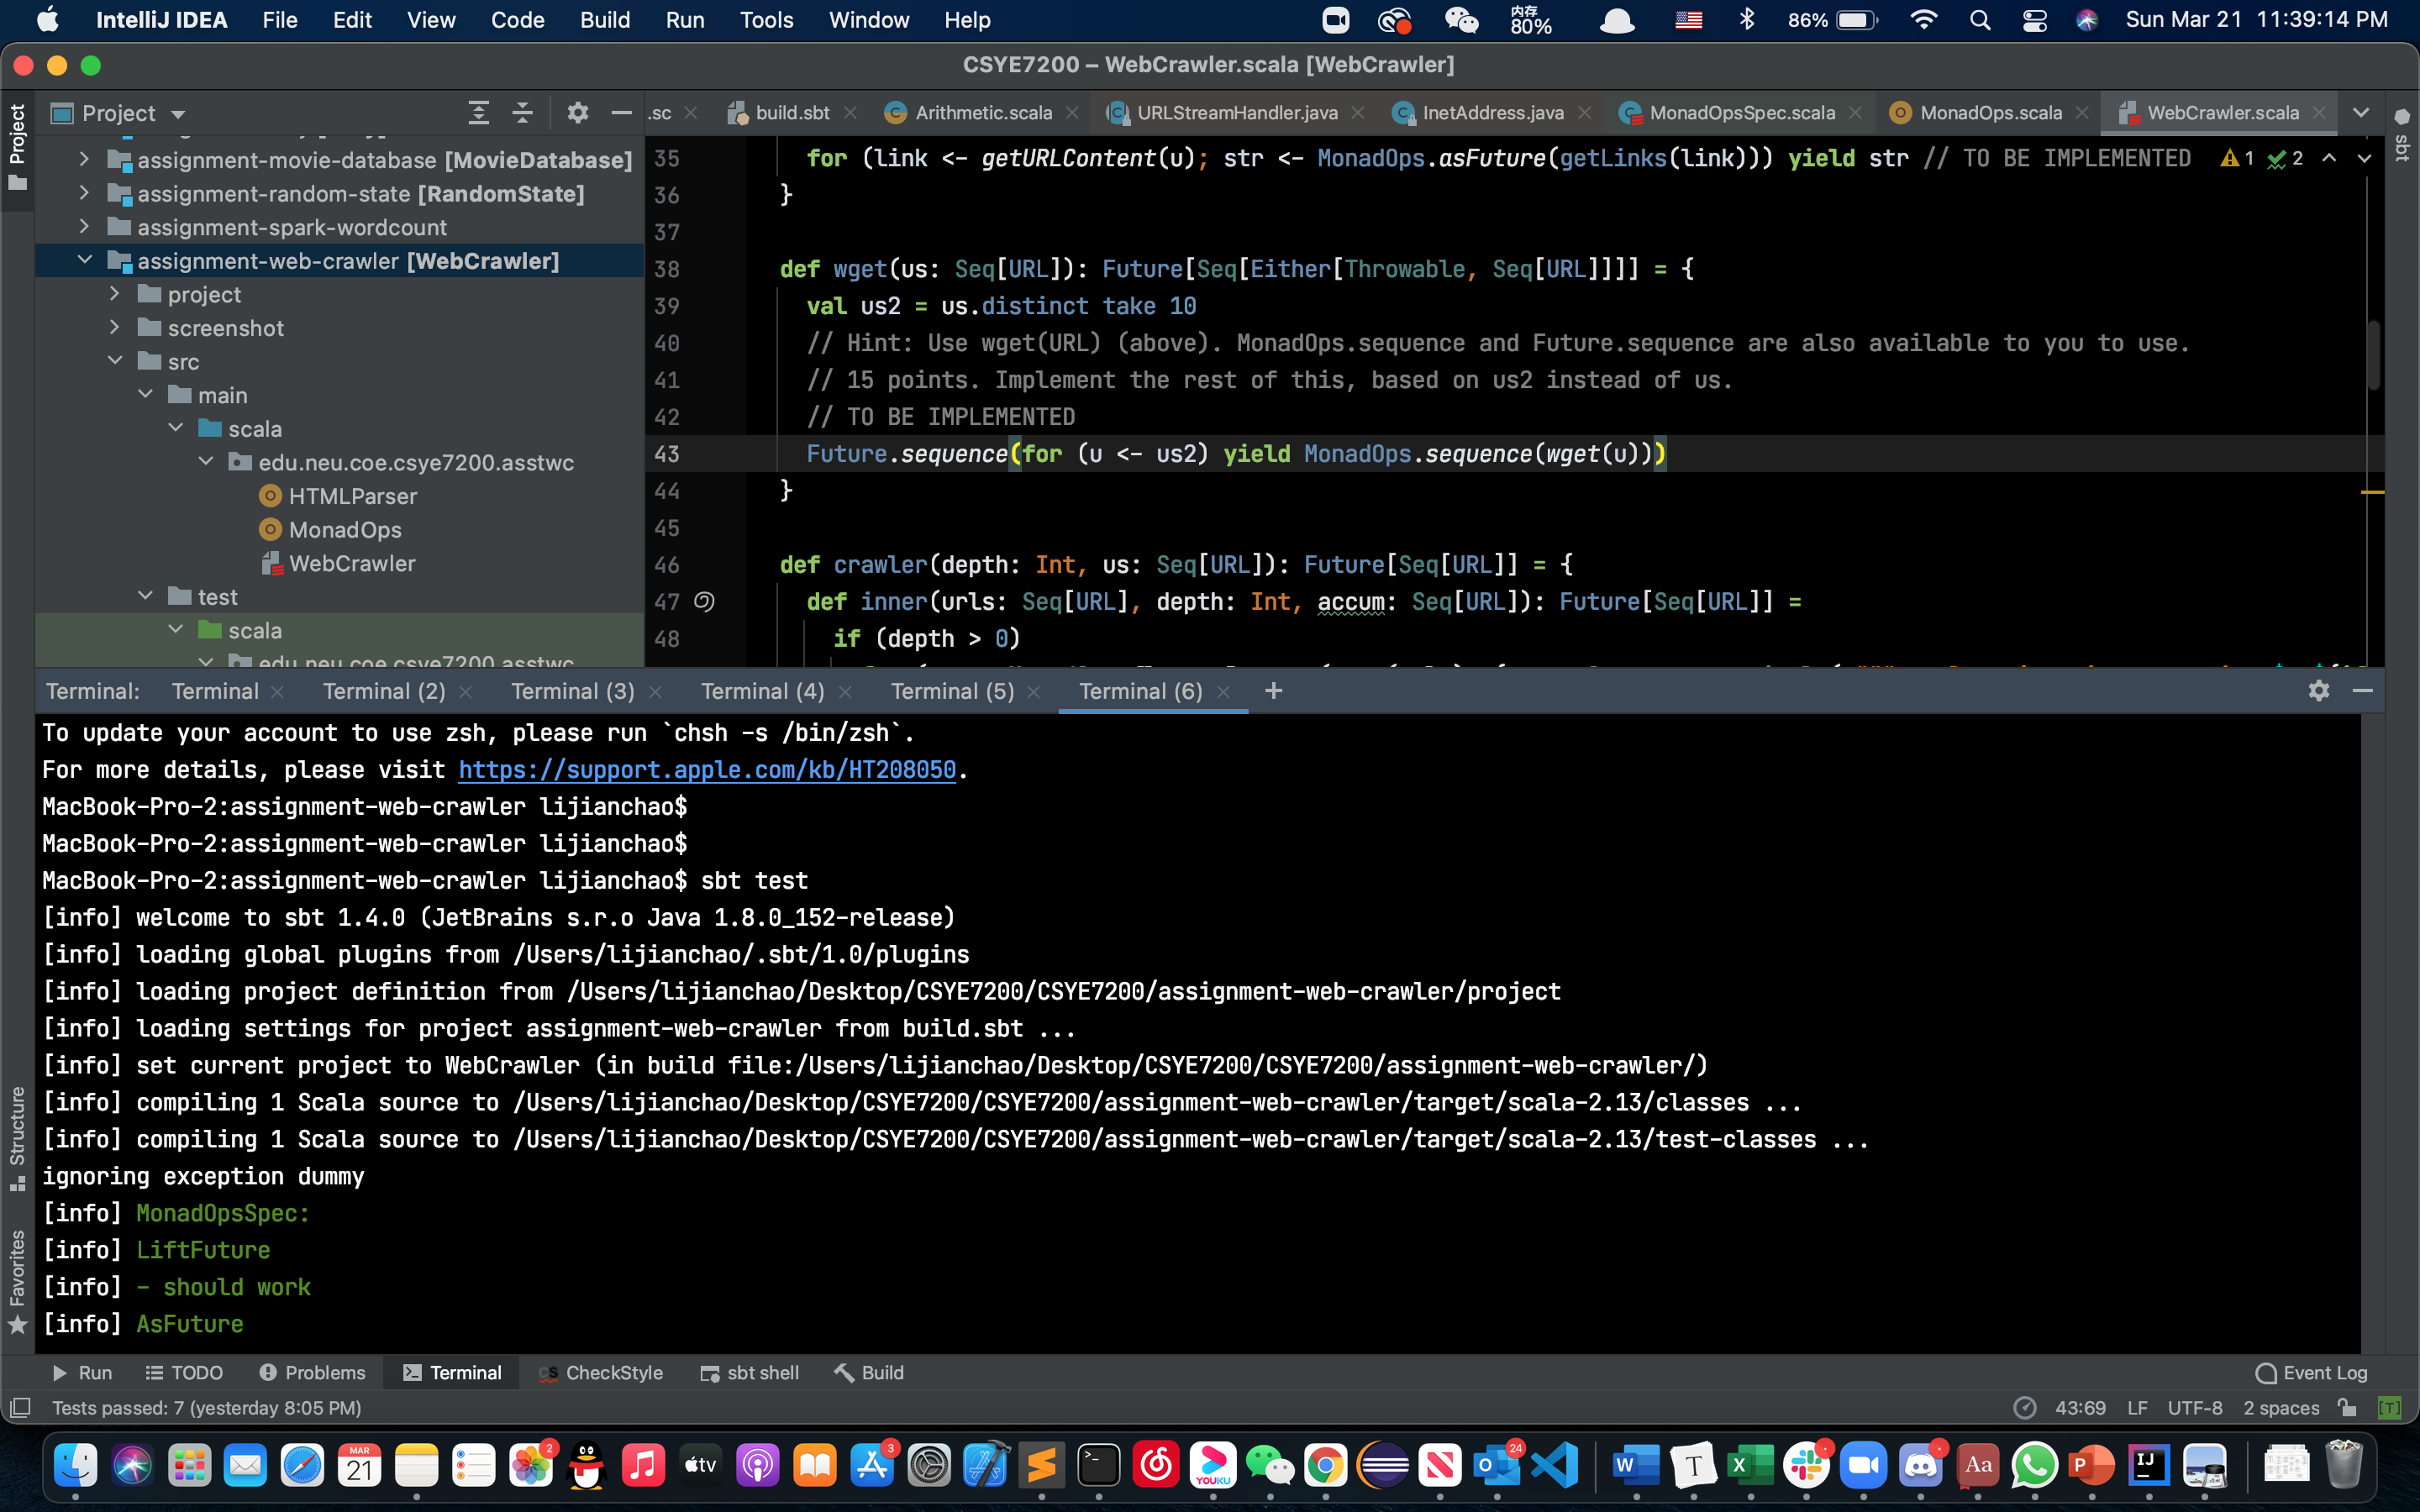 IntelliJ IDEA File Edit View Code Build Run Tools Window Help 内存 80% 86% Sun Mar 21 11:39:14 PM
CSYE7200 – WebCrawler.scala [WebCrawler]
Project
Project
.sc build.sbt Arithmetic.scala URLStreamHandler.java InetAddress.java MonadOpsSpec.scala MonadOps.scala WebCrawler.scala
sbt
assignment-movie-database [MovieDatabase]
assignment-random-state [RandomState]
assignment-spark-wordcount
assignment-web-crawler [WebCrawler]
project
screenshot
src
main
scala
edu.neu.coe.csye7200.asstwc
HTMLParser
MonadOps
WebCrawler
test
scala
edu.neu.coe.csye7200.asstwc
35 for (link <- getURLContent(u); str <- MonadOps.asFuture(getLinks(link))) yield str // TO BE IMPLEMENTED 1 2
36 }
37
38 def wget(us: Seq[URL]): Future[Seq[Either[Throwable, Seq[URL]]]] = {
39 val us2 = us.distinct take 10
40 // Hint: Use wget(URL) (above). MonadOps.sequence and Future.sequence are also available to you to use.
41 // 15 points. Implement the rest of this, based on us2 instead of us.
42 // TO BE IMPLEMENTED
43 Future.sequence(for (u <- us2) yield MonadOps.sequence(wget(u)))
44 }
45
46 def crawler(depth: Int, us: Seq[URL]): Future[Seq[URL]] = {
47 def inner(urls: Seq[URL], depth: Int, accum: Seq[URL]): Future[Seq[URL]] =
48 if (depth > 0)
Terminal: Terminal Terminal (2) Terminal (3) Terminal (4) Terminal (5) Terminal (6)
To update your account to use zsh, please run `chsh -s /bin/zsh`.
For more details, please visit https://support.apple.com/kb/HT208050.
MacBook-Pro-2:assignment-web-crawler lijianchao$
MacBook-Pro-2:assignment-web-crawler lijianchao$
MacBook-Pro-2:assignment-web-crawler lijianchao$ sbt test
[info] welcome to sbt 1.4.0 (JetBrains s.r.o Java 1.8.0_152-release)
[info] loading global plugins from /Users/lijianchao/.sbt/1.0/plugins
[info] loading project definition from /Users/lijianchao/Desktop/CSYE7200/CSYE7200/assignment-web-crawler/project
[info] loading settings for project assignment-web-crawler from build.sbt ...
[info] set current project to WebCrawler (in build file:/Users/lijianchao/Desktop/CSYE7200/CSYE7200/assignment-web-crawler/)
[info] compiling 1 Scala source to /Users/lijianchao/Desktop/CSYE7200/CSYE7200/assignment-web-crawler/target/scala-2.13/classes ...
[info] compiling 1 Scala source to /Users/lijianchao/Desktop/CSYE7200/CSYE7200/assignment-web-crawler/target/scala-2.13/test-classes ...
ignoring exception dummy
[info] MonadOpsSpec:
[info] LiftFuture
[info] - should work
[info] AsFuture
Structure
Favorites
Run TODO Problems Terminal CheckStyle sbt shell Build Event Log
Tests passed: 7 (yesterday 8:05 PM) 43:69 LF UTF-8 2 spaces [T]
MAR 21 2 tv 3 YOUKU 24 W T X Aa P IJ